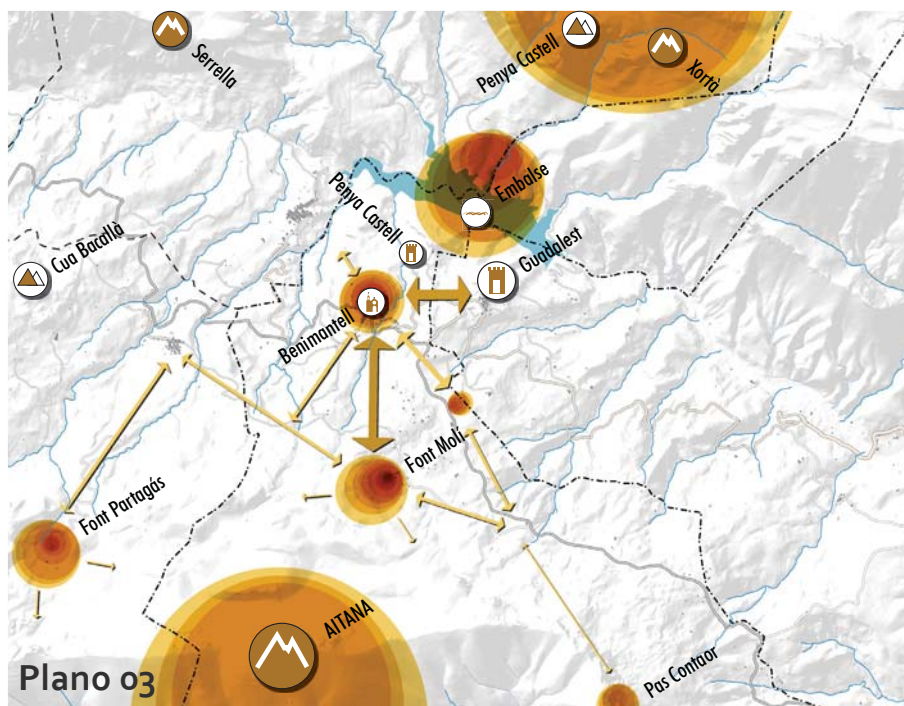 Serrella
Penya Castell
Xortà
Embalse
Penya Castell
Guadalest
Cua Bacallà
Benimantell
Font Molí
Font Partagás
AITANA
Pas Contaor
Plano 03